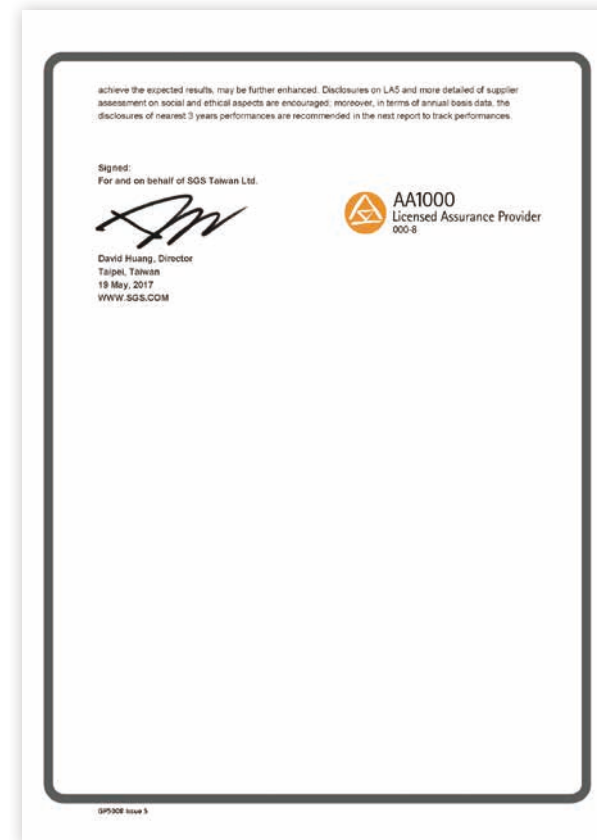 achieve the expected results, may be further enhanced. Disclosures on LA5 and more detailed of supplier
assessment on social and ethical aspects are encouraged; moreover, in terms of annual basis data, the
disclosures of nearest 3 years performances are recommended in the next report to track performances.
Signed:
For and on behalf of SGS Taiwan Ltd.
AA1000
Licensed Assurance Provider
000-8
David Huang, Director
Taipei, Taiwan
19 May, 2017
WWW.SGS.COM
GP5008 Issue 5